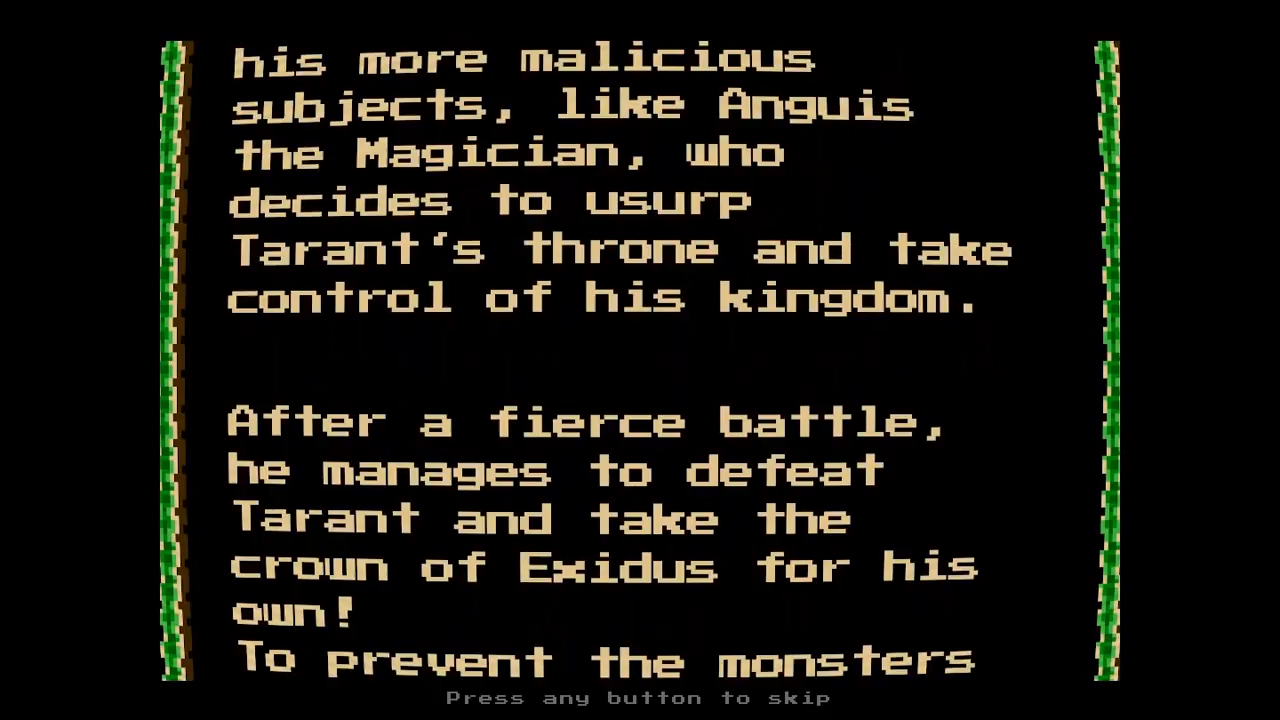 his more malicious
subjects, like Anguis
the Magician, who
decides to usurp
Tarant's throne and take
control of his kingdom.
After a fierce battle,
he manages to defeat
Tarant and take the
crown of Exidus for his
own!
To prevent the monsters
Press any button to skip